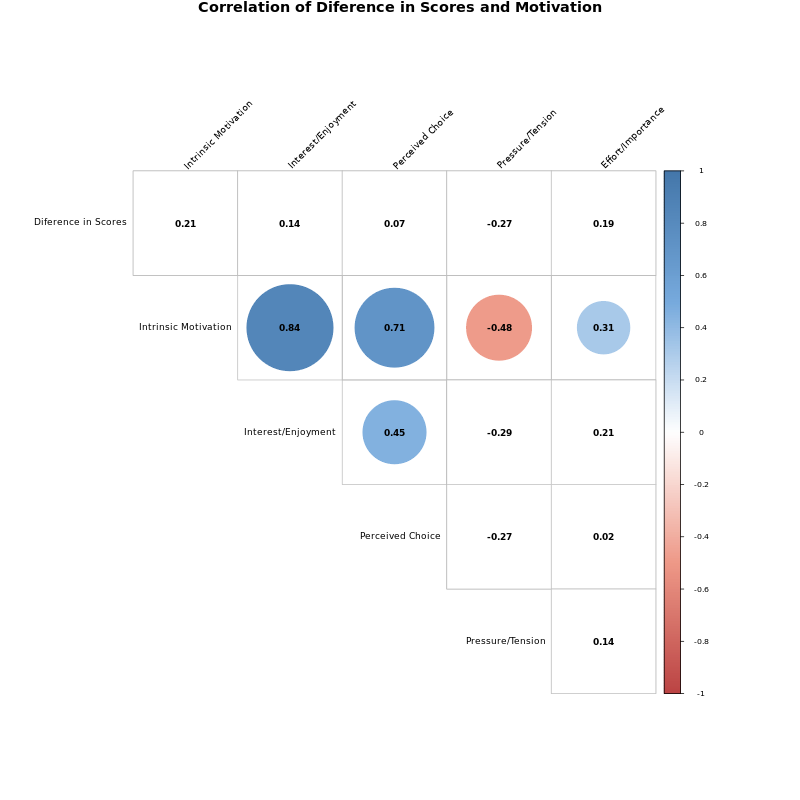 Correlation of Diference in Scores and Motivation
Intrinsic Motivation
Interest/Enjoyment
Perceived Choice
Pressure/Tension
Effort/Importance
Diference in Scores 0.21 0.14 0.07 -0.27 0.19
Intrinsic Motivation 0.84 0.71 -0.48 0.31
Interest/Enjoyment 0.45 -0.29 0.21
Perceived Choice -0.27 0.02
Pressure/Tension 0.14
1
0.8
0.6
0.4
0.2
0
-0.2
-0.4
-0.6
-0.8
-1